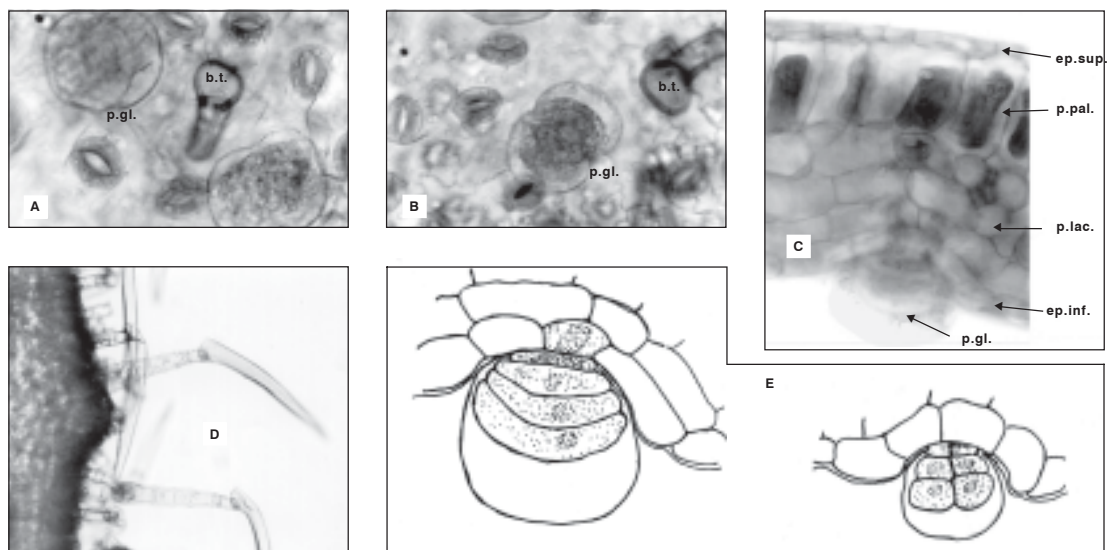 b.t.
p.gl.
A
b.t.
p.gl.
B
ep.sup.
p.pal.
p.lac.
C
ep.inf.
p.gl.
D
E